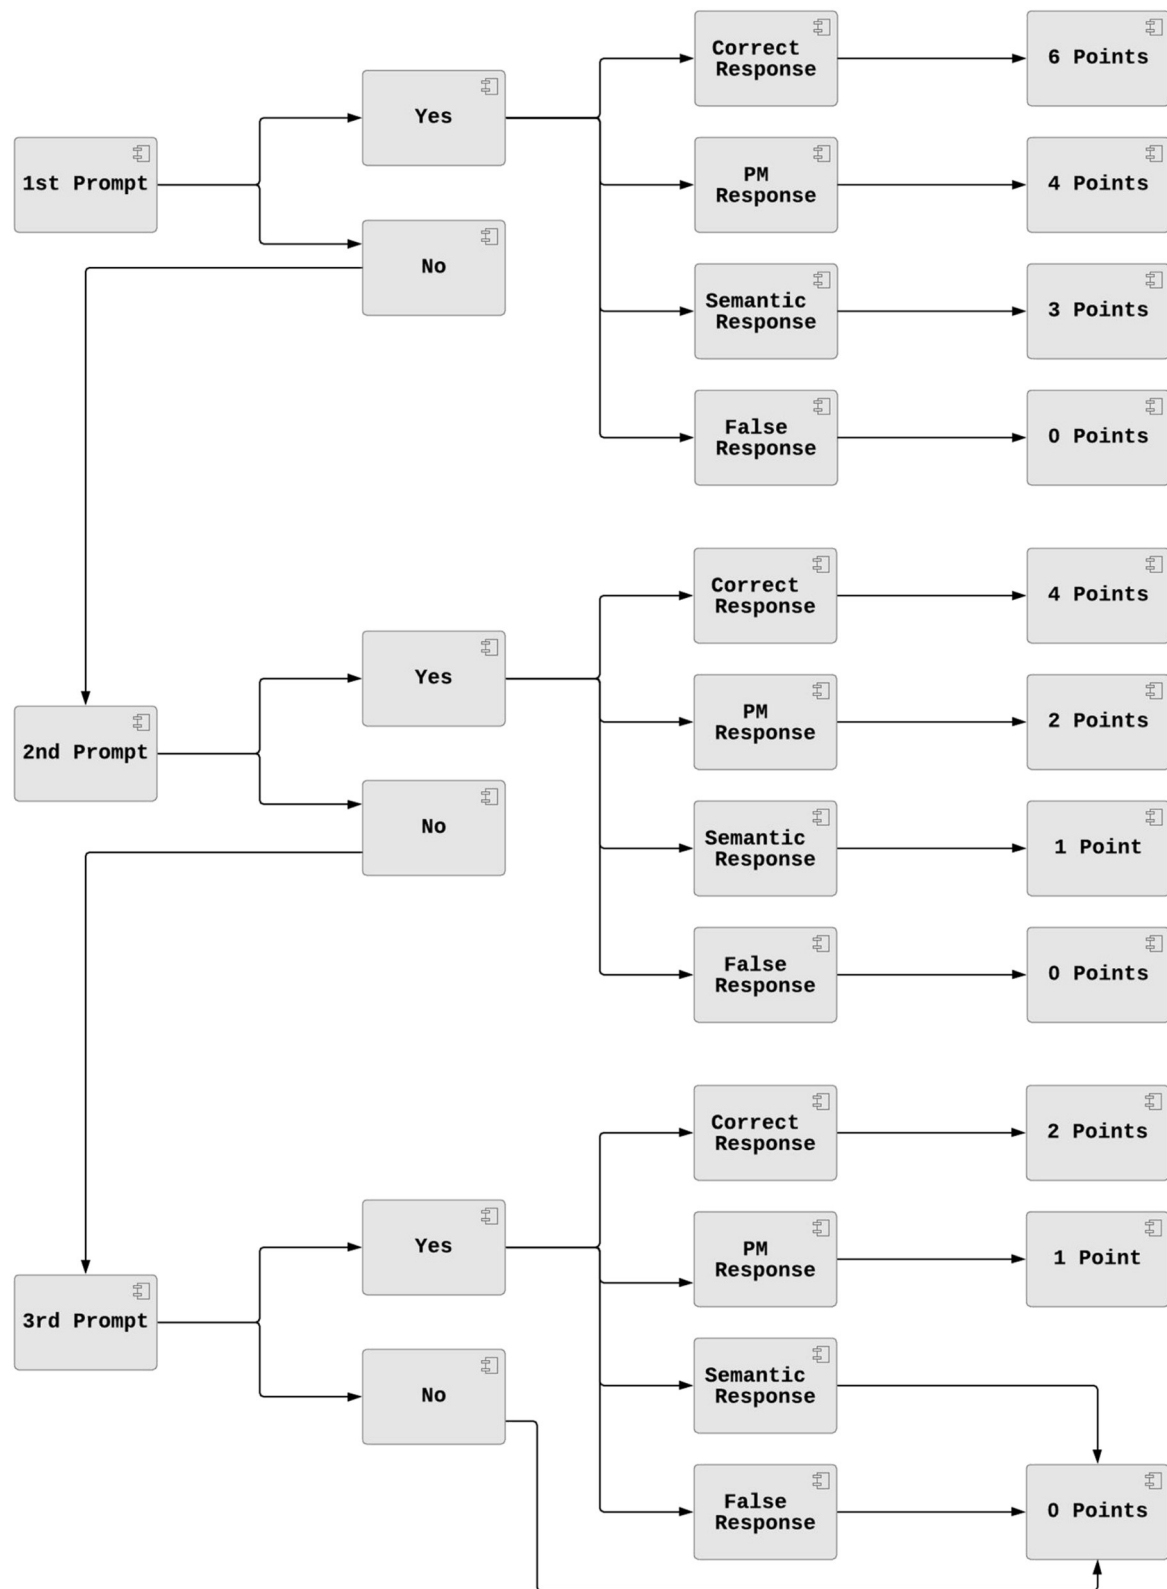 Correct
Response
6 Points
Yes
1st Prompt
PM
Response
4 Points
No
Semantic
Response
3 Points
False
Response
0 Points
Correct
Response
4 Points
Yes
2nd Prompt
PM
Response
2 Points
No
Semantic
Response
1 Point
False
Response
0 Points
Correct
Response
2 Points
Yes
3rd Prompt
PM
Response
1 Point
No
Semantic
Response
False
Response
0 Points